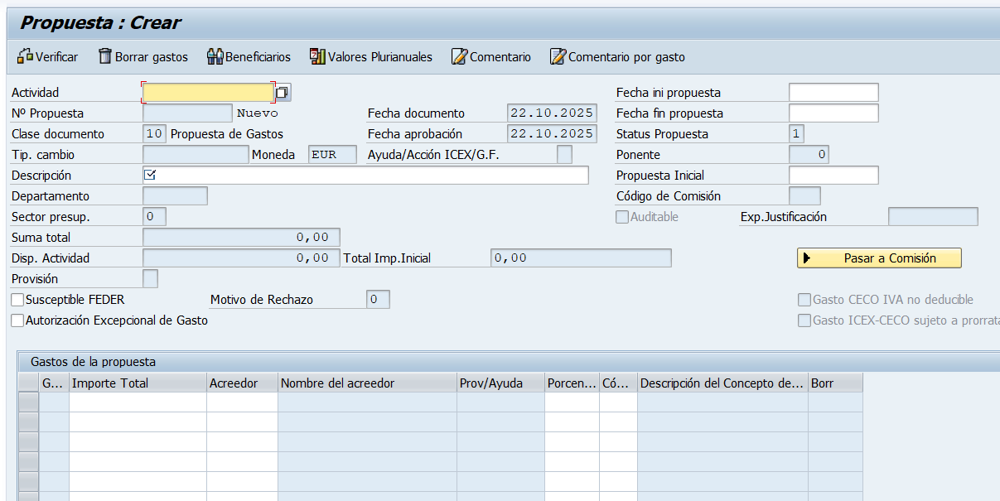 Propuesta : Crear
Verificar Borrar gastos Beneficiarios Valores Plurianuales Comentario Comentario por gasto
Actividad Fecha ini propuesta
Nº Propuesta Nuevo Fecha documento 22.10.2025 Fecha fin propuesta
Clase documento 10 Propuesta de Gastos Fecha aprobación 22.10.2025 Status Propuesta 1
Tip. cambio Moneda EUR Ayuda/Acción ICEX/G.F. Ponente 0
Descripción Propuesta Inicial
Departamento Código de Comisión
Sector presup. 0 Auditable Exp.Justificación
Suma total 0,00
Disp. Actividad 0,00 Total Imp.Inicial 0,00 Pasar a Comisión
Provisión
Susceptible FEDER Motivo de Rechazo 0 Gasto CECO IVA no deducible
Autorización Excepcional de Gasto Gasto ICEX-CECO sujeto a prorrata
Gastos de la propuesta
G... Importe Total Acreedor Nombre del acreedor Prov/Ayuda Porcen... Có... Descripción del Concepto de... Borr